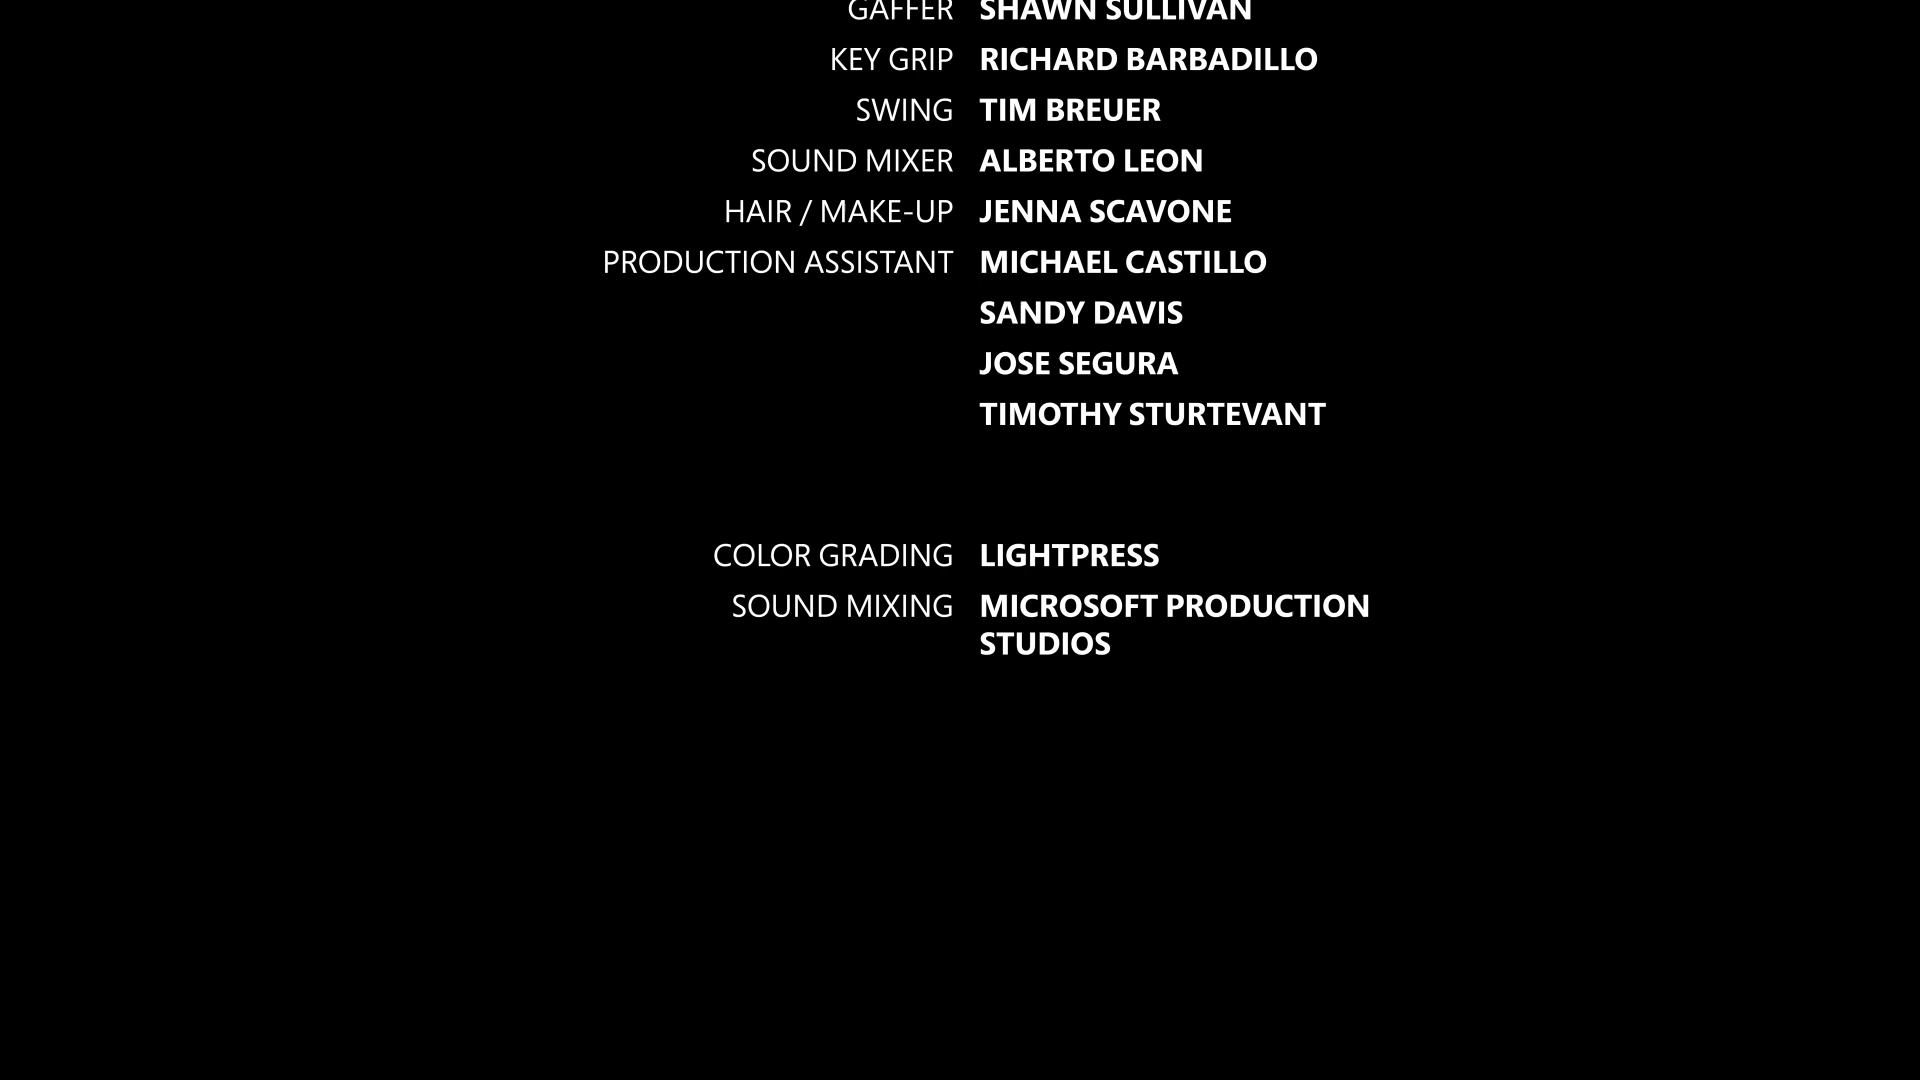 GAFFER SHAWN SULLIVAN
KEY GRIP RICHARD BARBADILLO
SWING TIM BREUER
SOUND MIXER ALBERTO LEON
HAIR / MAKE-UP JENNA SCAVONE
PRODUCTION ASSISTANT MICHAEL CASTILLO
SANDY DAVIS
JOSE SEGURA
TIMOTHY STURTEVANT
COLOR GRADING LIGHTPRESS
SOUND MIXING MICROSOFT PRODUCTION
STUDIOS